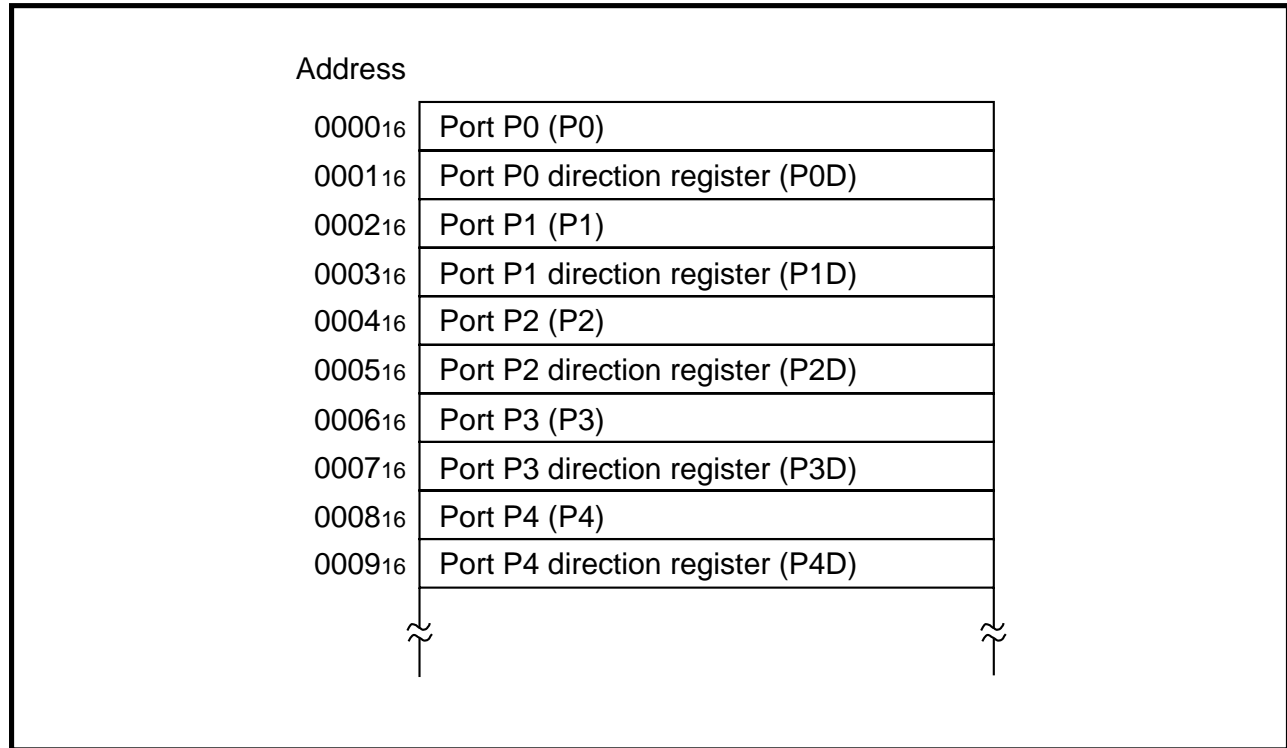 Address
0000₁₆ Port P0 (P0)
0001₁₆ Port P0 direction register (P0D)
0002₁₆ Port P1 (P1)
0003₁₆ Port P1 direction register (P1D)
0004₁₆ Port P2 (P2)
0005₁₆ Port P2 direction register (P2D)
0006₁₆ Port P3 (P3)
0007₁₆ Port P3 direction register (P3D)
0008₁₆ Port P4 (P4)
0009₁₆ Port P4 direction register (P4D)